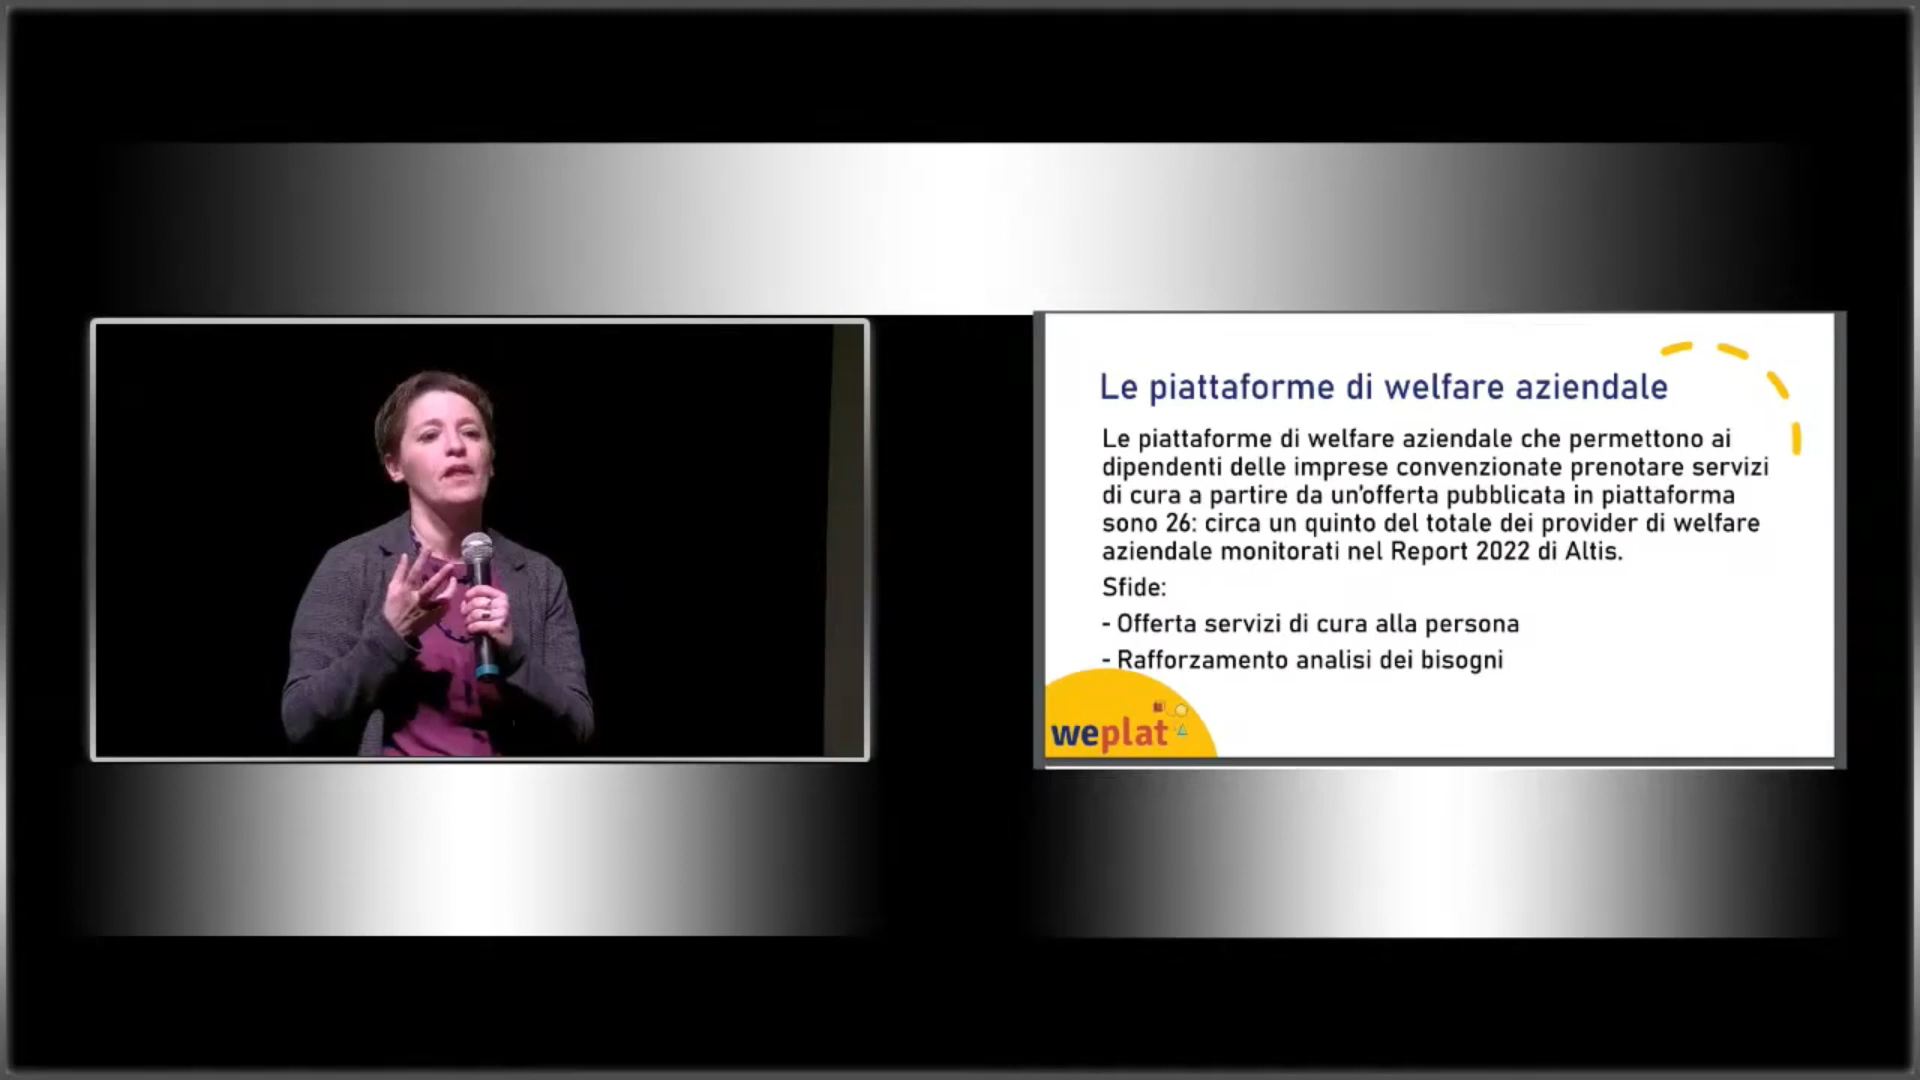 Le piattaforme di welfare aziendale
Le piattaforme di welfare aziendale che permettono ai
dipendenti delle imprese convenzionate prenotare servizi
di cura a partire da un'offerta pubblicata in piattaforma
sono 26: circa un quinto del totale dei provider di welfare
aziendale monitorati nel Report 2022 di Altis.
Sfide:
- Offerta servizi di cura alla persona
- Rafforzamento analisi dei bisogni
weplat